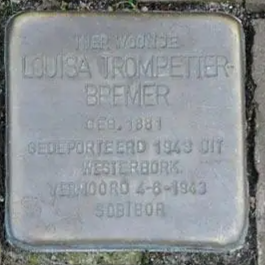 HIER WOONDE
LOUISA TROMPETTER-
BREMER
GEB. 1881
GEDEPORTEERD 1943 UIT
WESTERBORK
VERMOORD 4-6-1943
SOBIBOR